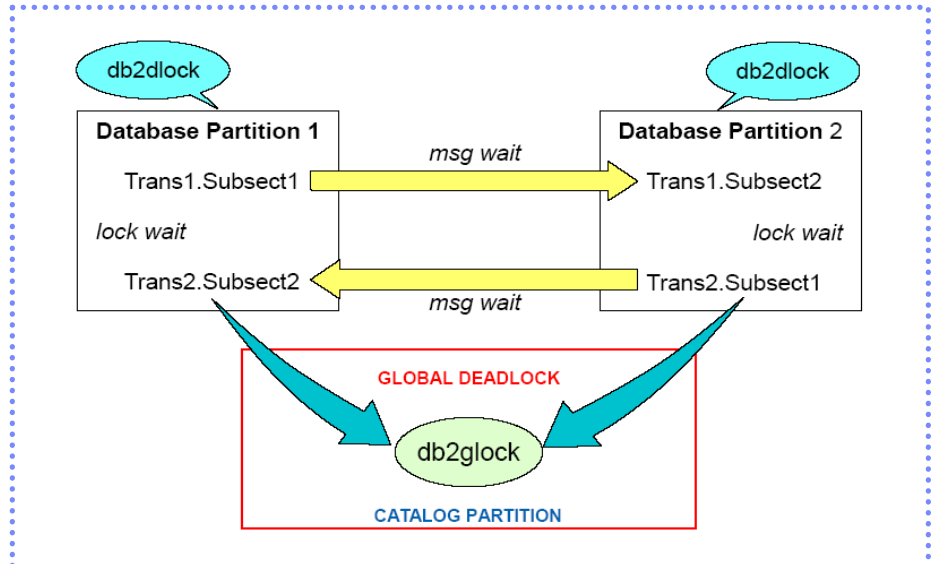 db2dlock
db2dlock
Database Partition 1
Database Partition 2
msg wait
Trans1.Subsect1
Trans1.Subsect2
lock wait
lock wait
Trans2.Subsect2
Trans2.Subsect1
msg wait
GLOBAL DEADLOCK
db2glock
CATALOG PARTITION